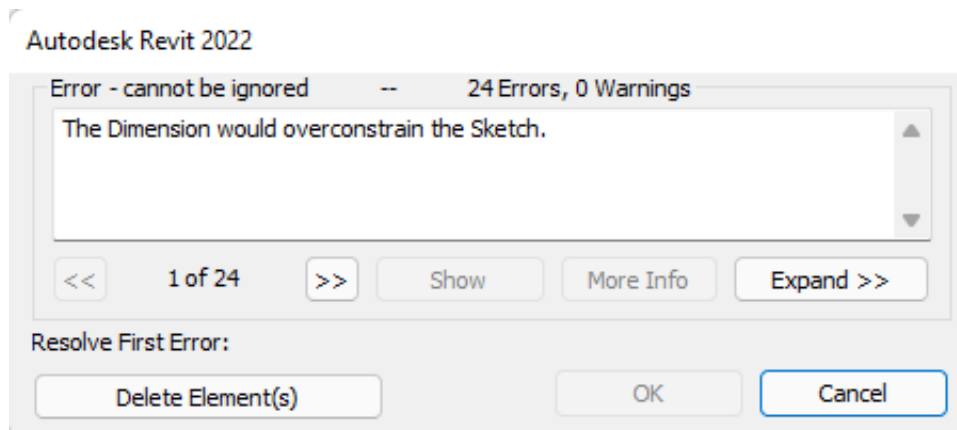 Autodesk Revit 2022
Error - cannot be ignored -- 24 Errors, 0 Warnings
The Dimension would overconstrain the Sketch.
<< 1 of 24 >> Show More Info Expand >>
Resolve First Error:
Delete Element(s) OK Cancel